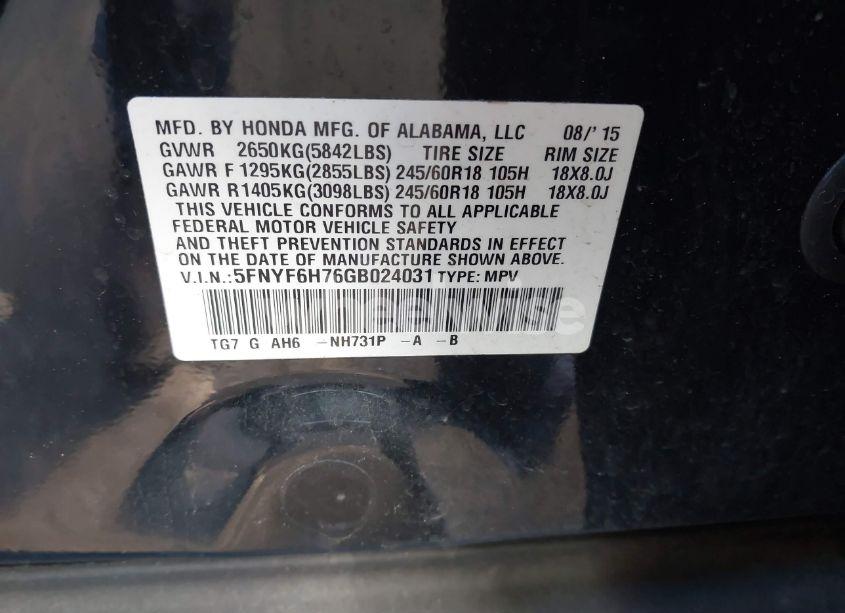 MFD. BY HONDA MFG. OF ALABAMA, LLC 08/' 15
GVWR 2650KG(5842LBS) TIRE SIZE RIM SIZE
GAWR F 1295KG(2855LBS) 245/60R18 105H 18X8.0J
GAWR R1405KG(3098LBS) 245/60R18 105H 18X8.0J
THIS VEHICLE CONFORMS TO ALL APPLICABLE
FEDERAL MOTOR VEHICLE SAFETY
AND THEFT PREVENTION STANDARDS IN EFFECT
ON THE DATE OF MANUFACTURE SHOWN ABOVE.
V.I.N.:5FNYF6H76GB024031 TYPE: MPV
TG7 G AH6 -NH731P -A -B